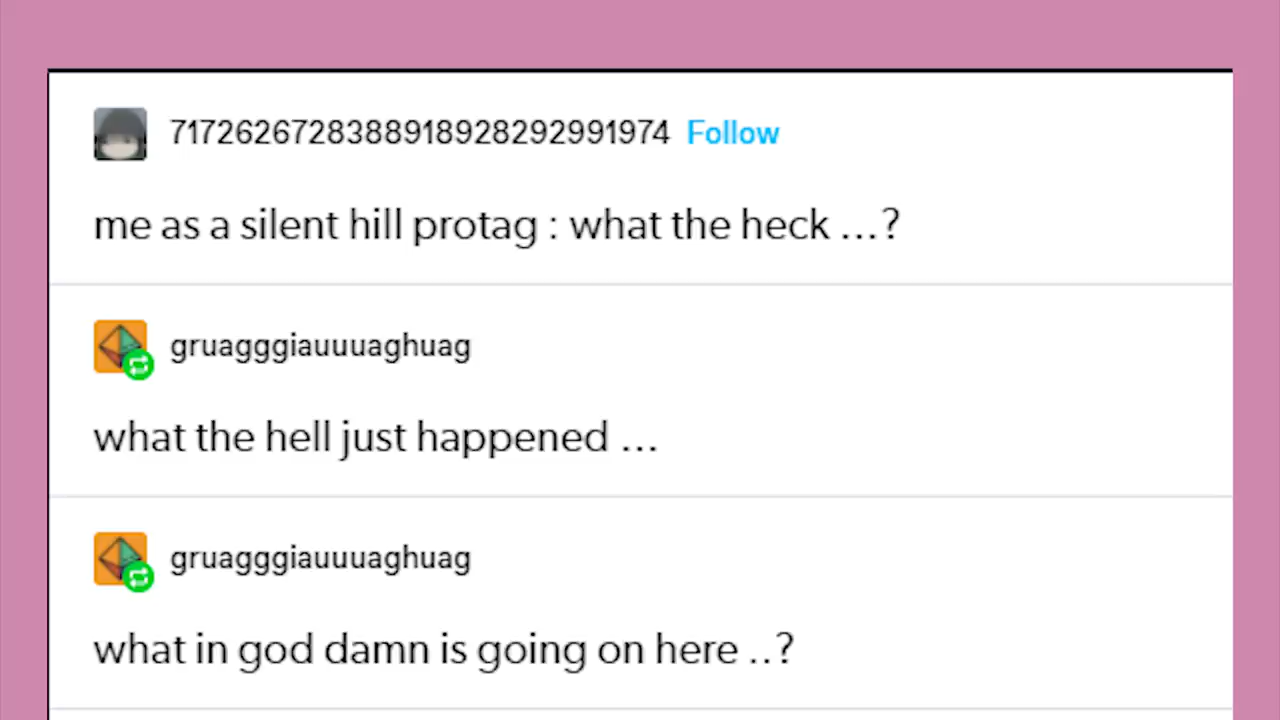 7172626728388918928292991974 Follow
me as a silent hill protag : what the heck ...?
gruagggiauuuaghuag
what the hell just happened ...
gruagggiauuuaghuag
what in god damn is going on here ..?